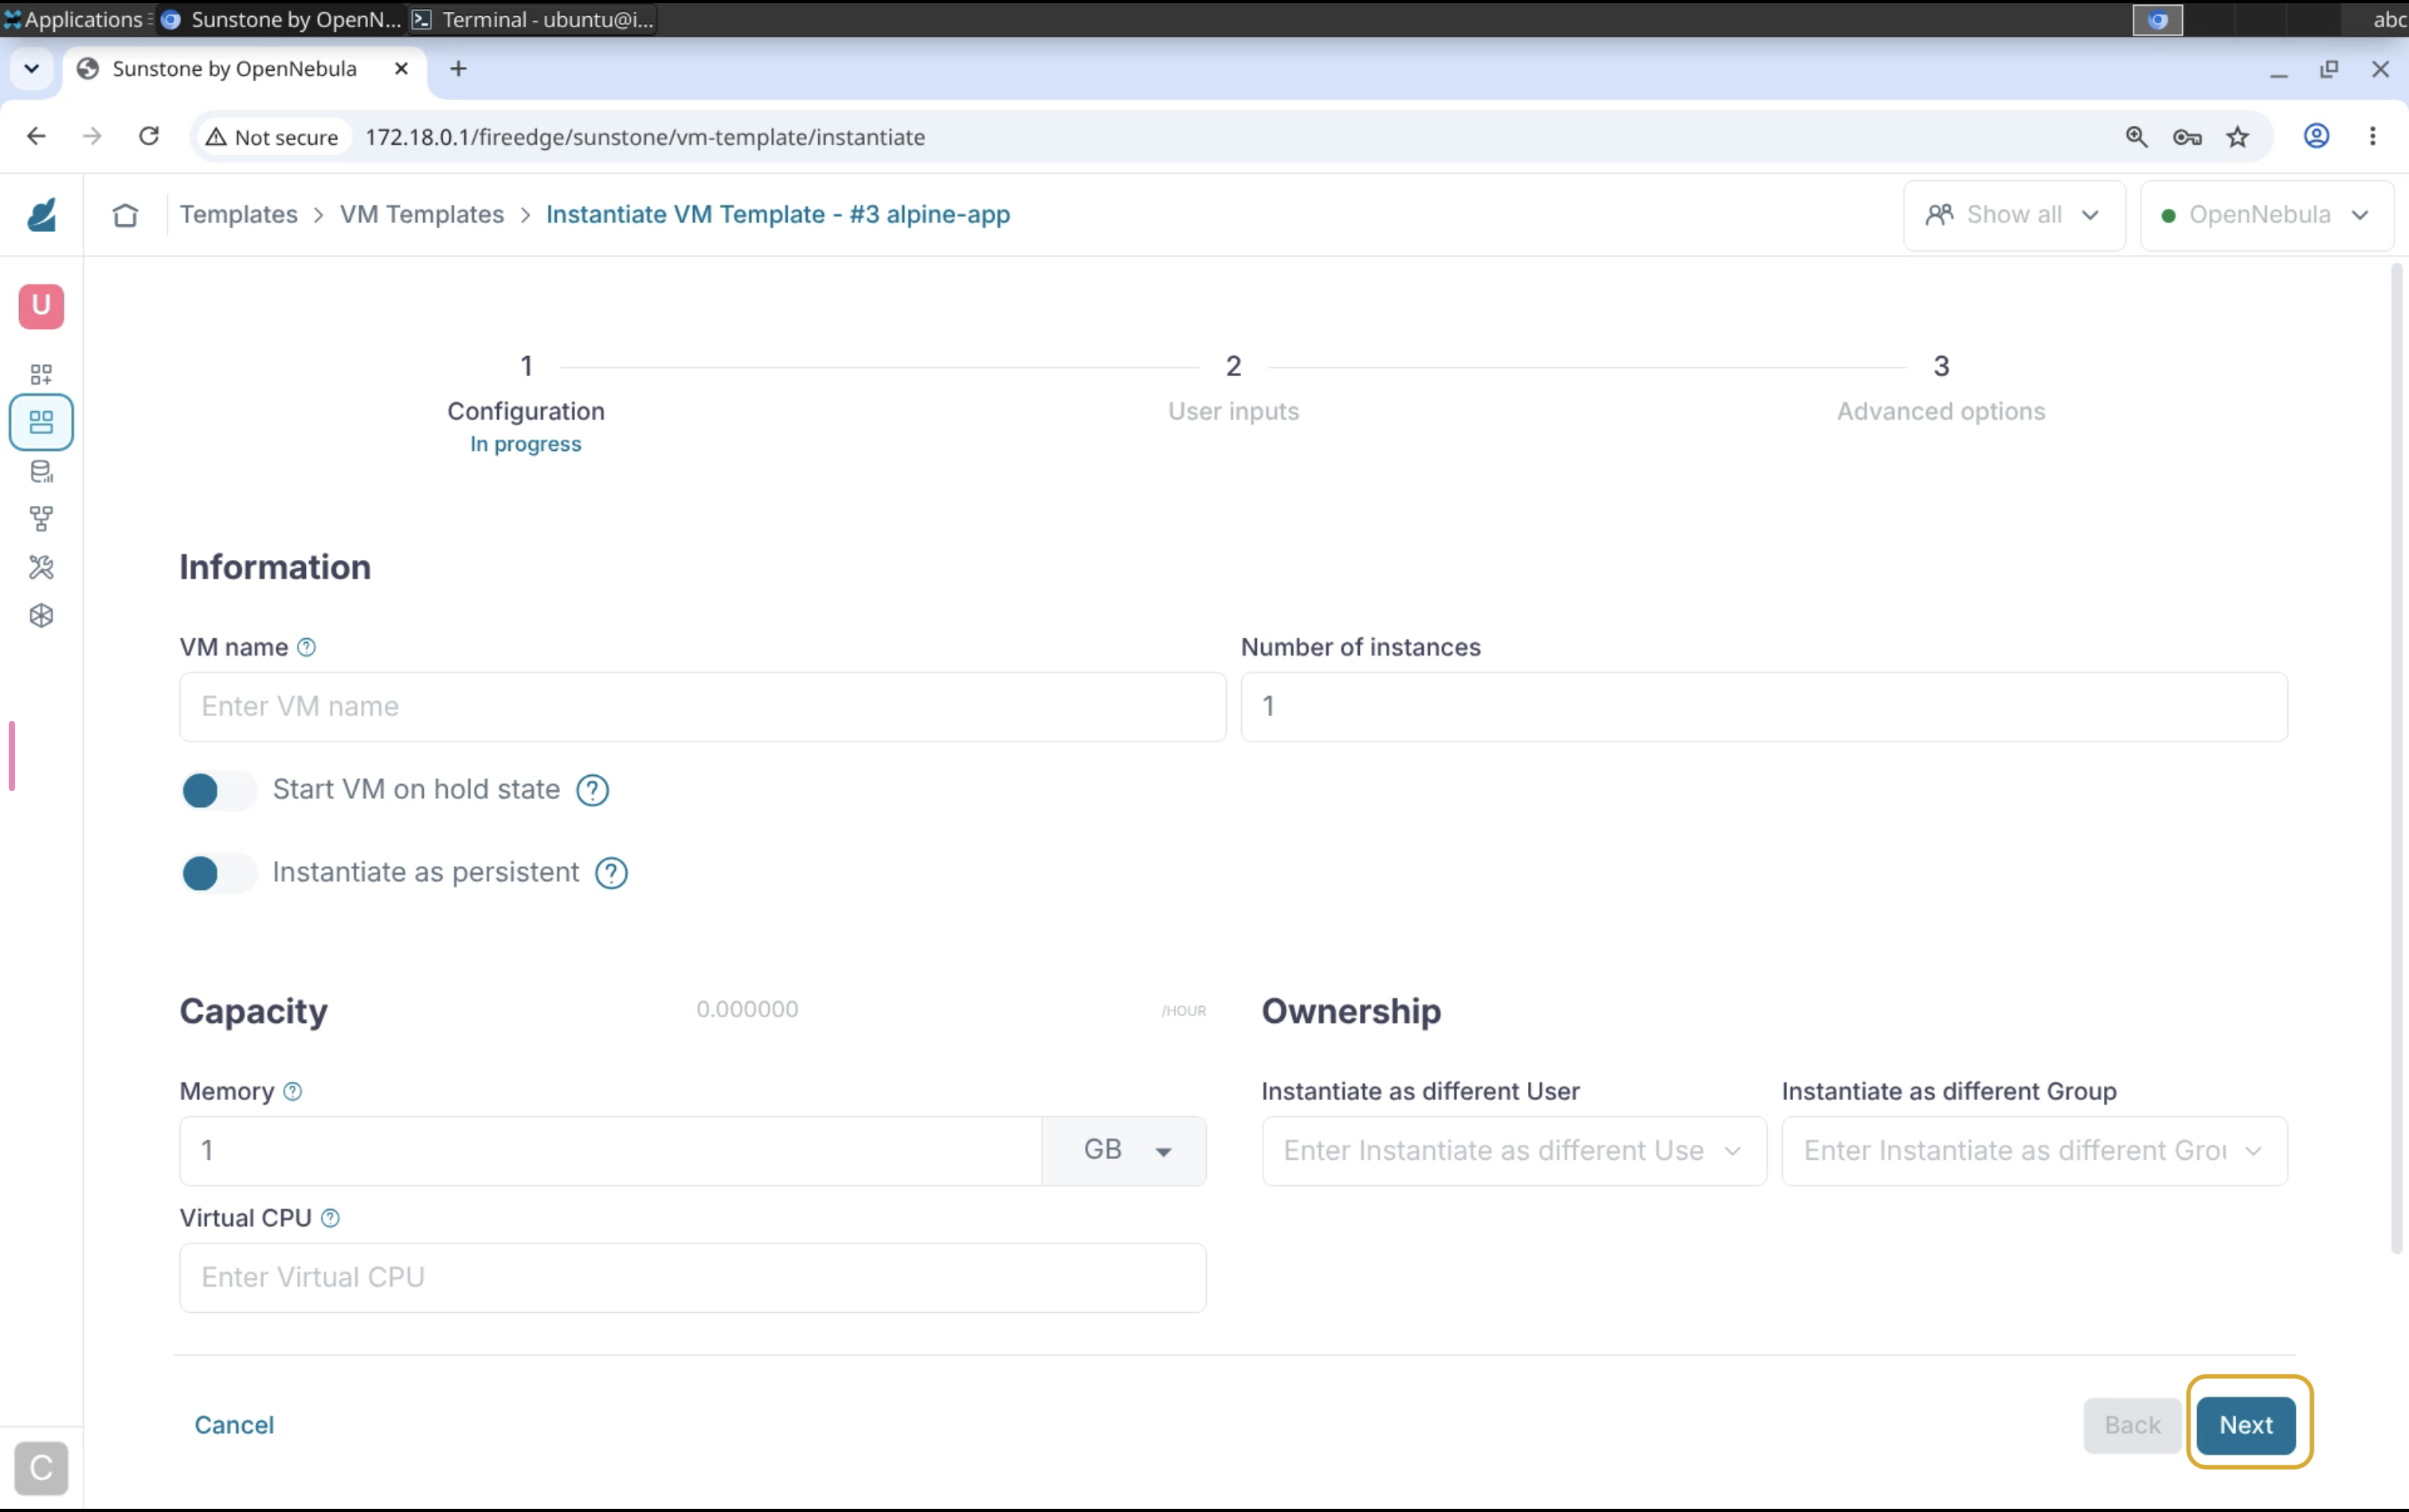 Applications Sunstone by OpenN... Terminal - ubuntu@i... abc
Sunstone by OpenNebula
Not secure 172.18.0.1/fireedge/sunstone/vm-template/instantiate
Templates > VM Templates > Instantiate VM Template - #3 alpine-app Show all OpenNebula
U
1 2 3
Configuration User inputs Advanced options
In progress
Information
VM name ? Number of instances
Enter VM name 1
Start VM on hold state ?
Instantiate as persistent ?
Capacity 0.000000 /HOUR Ownership
Memory ? Instantiate as different User Instantiate as different Group
1 GB Enter Instantiate as different Use Enter Instantiate as different Grou
Virtual CPU ?
Enter Virtual CPU
Cancel Back Next
C